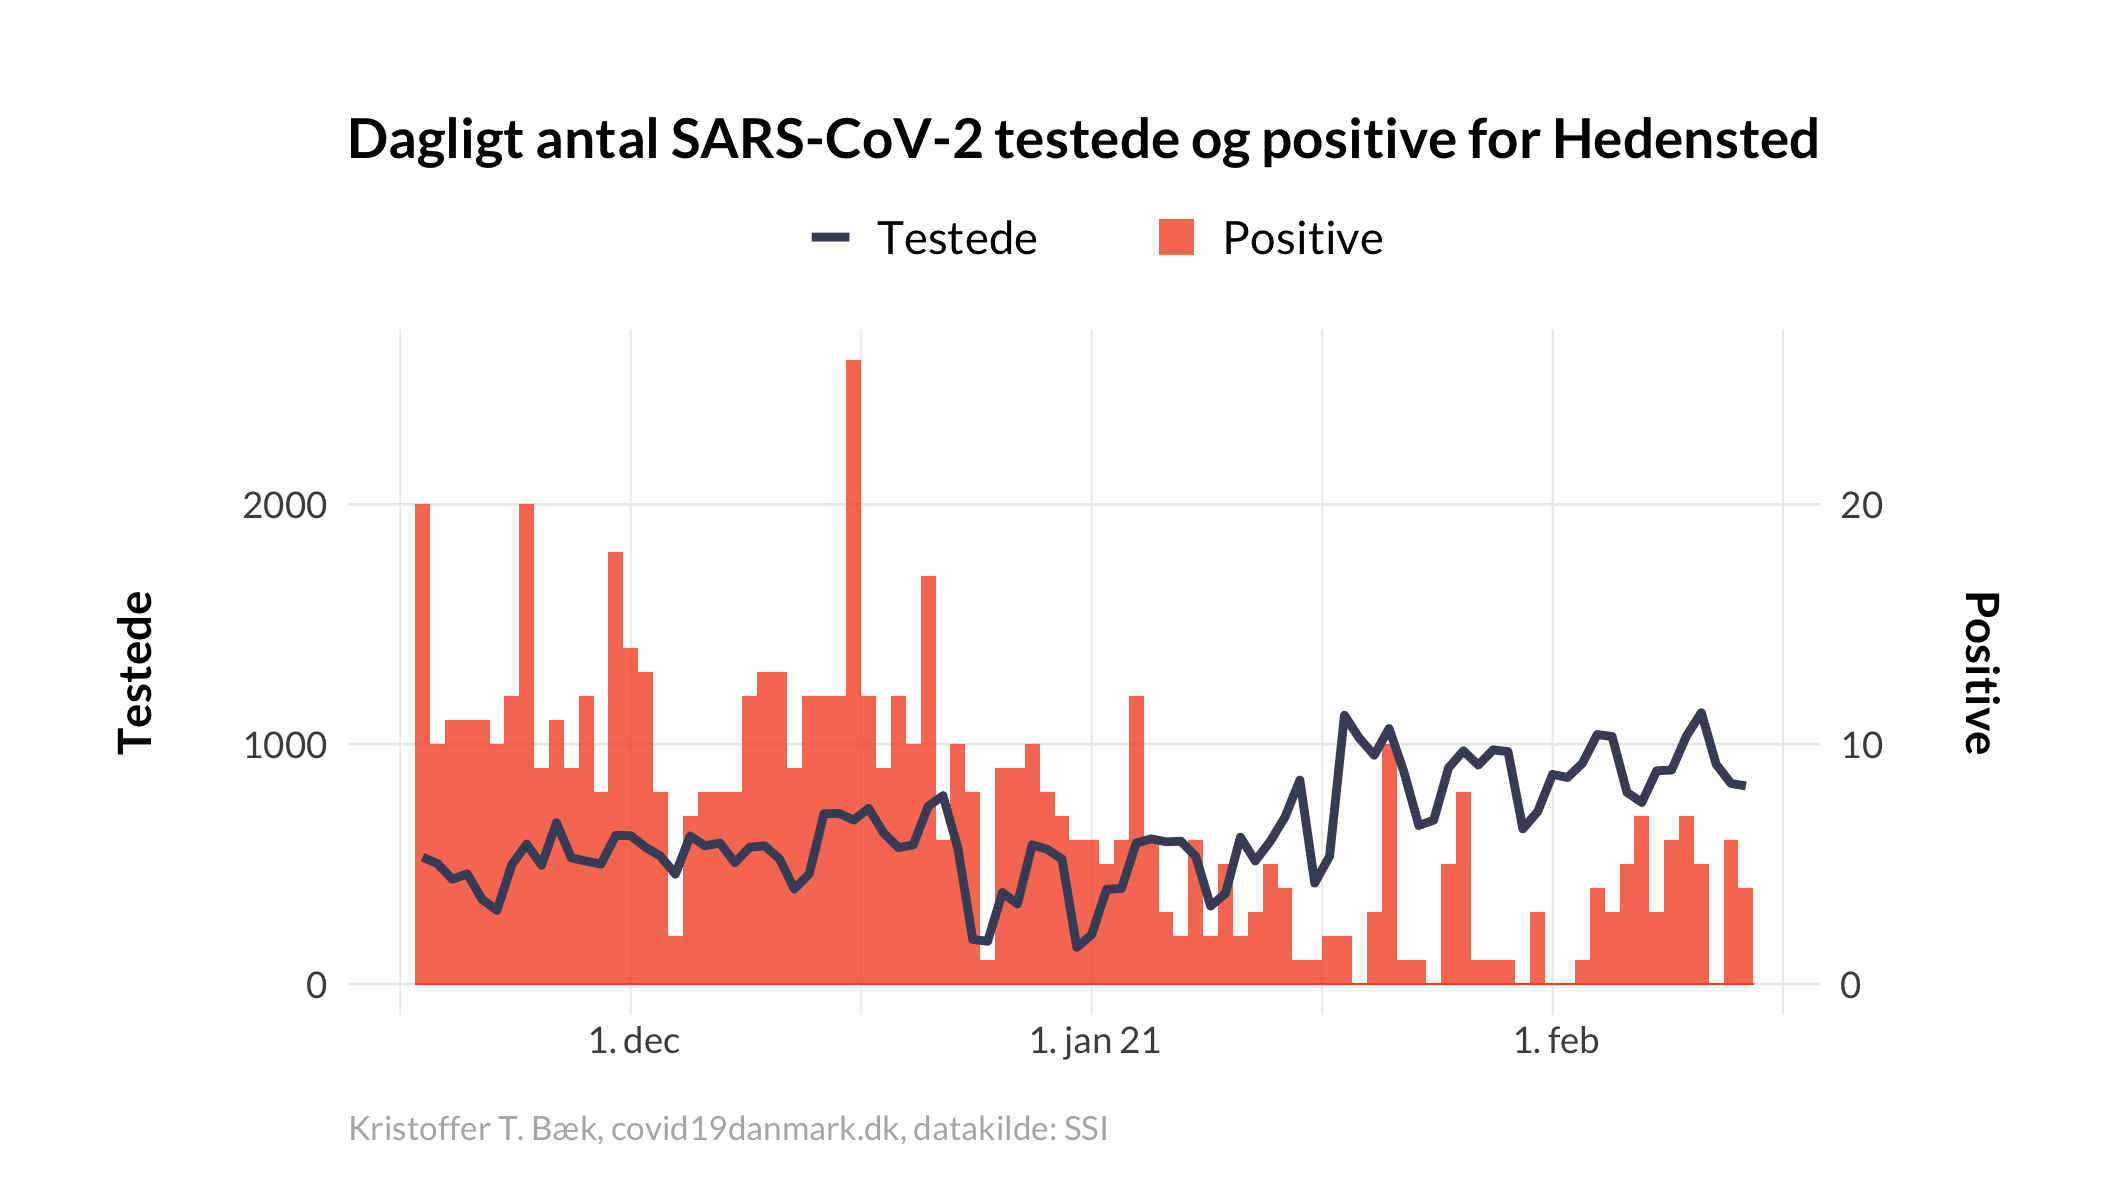 Dagligt antal SARS-CoV-2 testede og positive for Hedensted
Testede
Positive
2000
1000
0
Testede
20
10
0
Positive
1. dec
1. jan 21
1. feb
Kristoffer T. Bæk, covid19danmark.dk, datakilde: SSI